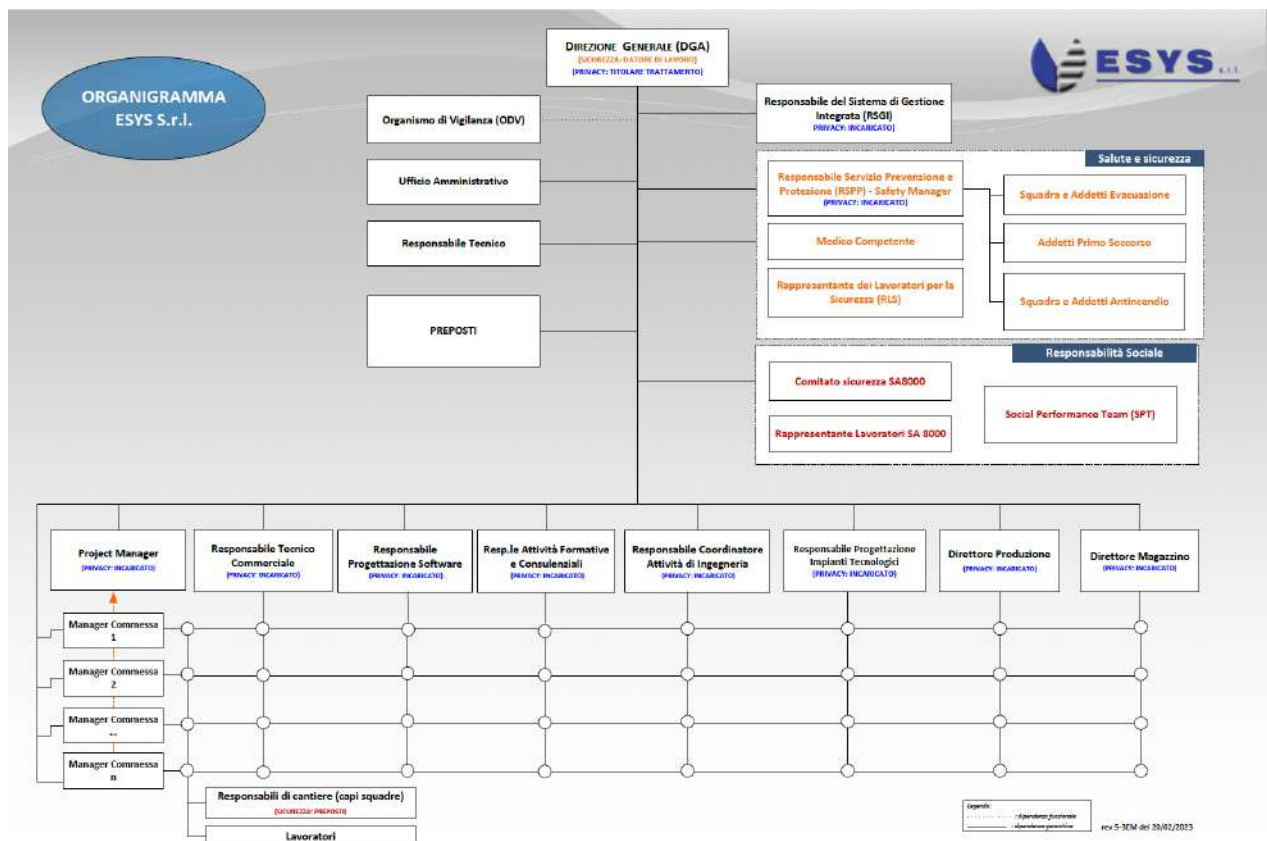 DIREZIONE GENERALE (DGA)
(SICUREZZA: DATORE DI LAVORO)
(PRIVACY: TITOLARE TRATTAMENTO)
ESYS s.r.l.
ORGANIGRAMMA
ESYS S.r.l.
Organismo di Vigilanza (ODV)
Ufficio Amministrativo
Responsabile Tecnico
PREPOSTI
Responsabile del Sistema di Gestione
Integrata (RSGI)
(PRIVACY: INCARICATO)
Salute e sicurezza
Responsabile Servizio Prevenzione e
Protezione (RSPP) - Safety Manager
(PRIVACY: INCARICATO)
Medico Competente
Rappresentante dei Lavoratori per la
Sicurezza (RLS)
Squadra e Addetti Evacuazione
Addetti Primo Soccorso
Squadra e Addetti Antincendio
Responsabilità Sociale
Comitato sicurezza SA8000
Rappresentante Lavoratori SA 8000
Social Performance Team (SPT)
Project Manager
(PRIVACY: INCARICATO)
Responsabile Tecnico
Commerciale
(PRIVACY: INCARICATO)
Responsabile
Progettazione Software
(PRIVACY: INCARICATO)
Resp.le Attività Formative
e Consulenziali
(PRIVACY: INCARICATO)
Responsabile Coordinatore
Attività di Ingegneria
(PRIVACY: INCARICATO)
Responsabile Progettazione
Impianti Tecnologici
(PRIVACY: INCARICATO)
Direttore Produzione
(PRIVACY: INCARICATO)
Direttore Magazzino
(PRIVACY: INCARICATO)
Manager Commessa
1
Manager Commessa
2
Manager Commessa
...
Manager Commessa
n
Responsabili di cantiere (capi squadre)
(SICUREZZA: PREPOSTI)
Lavoratori
Legenda:
: dipendenza funzionale
: dipendenza gerarchica
rev.5-3EM del 20/02/2023